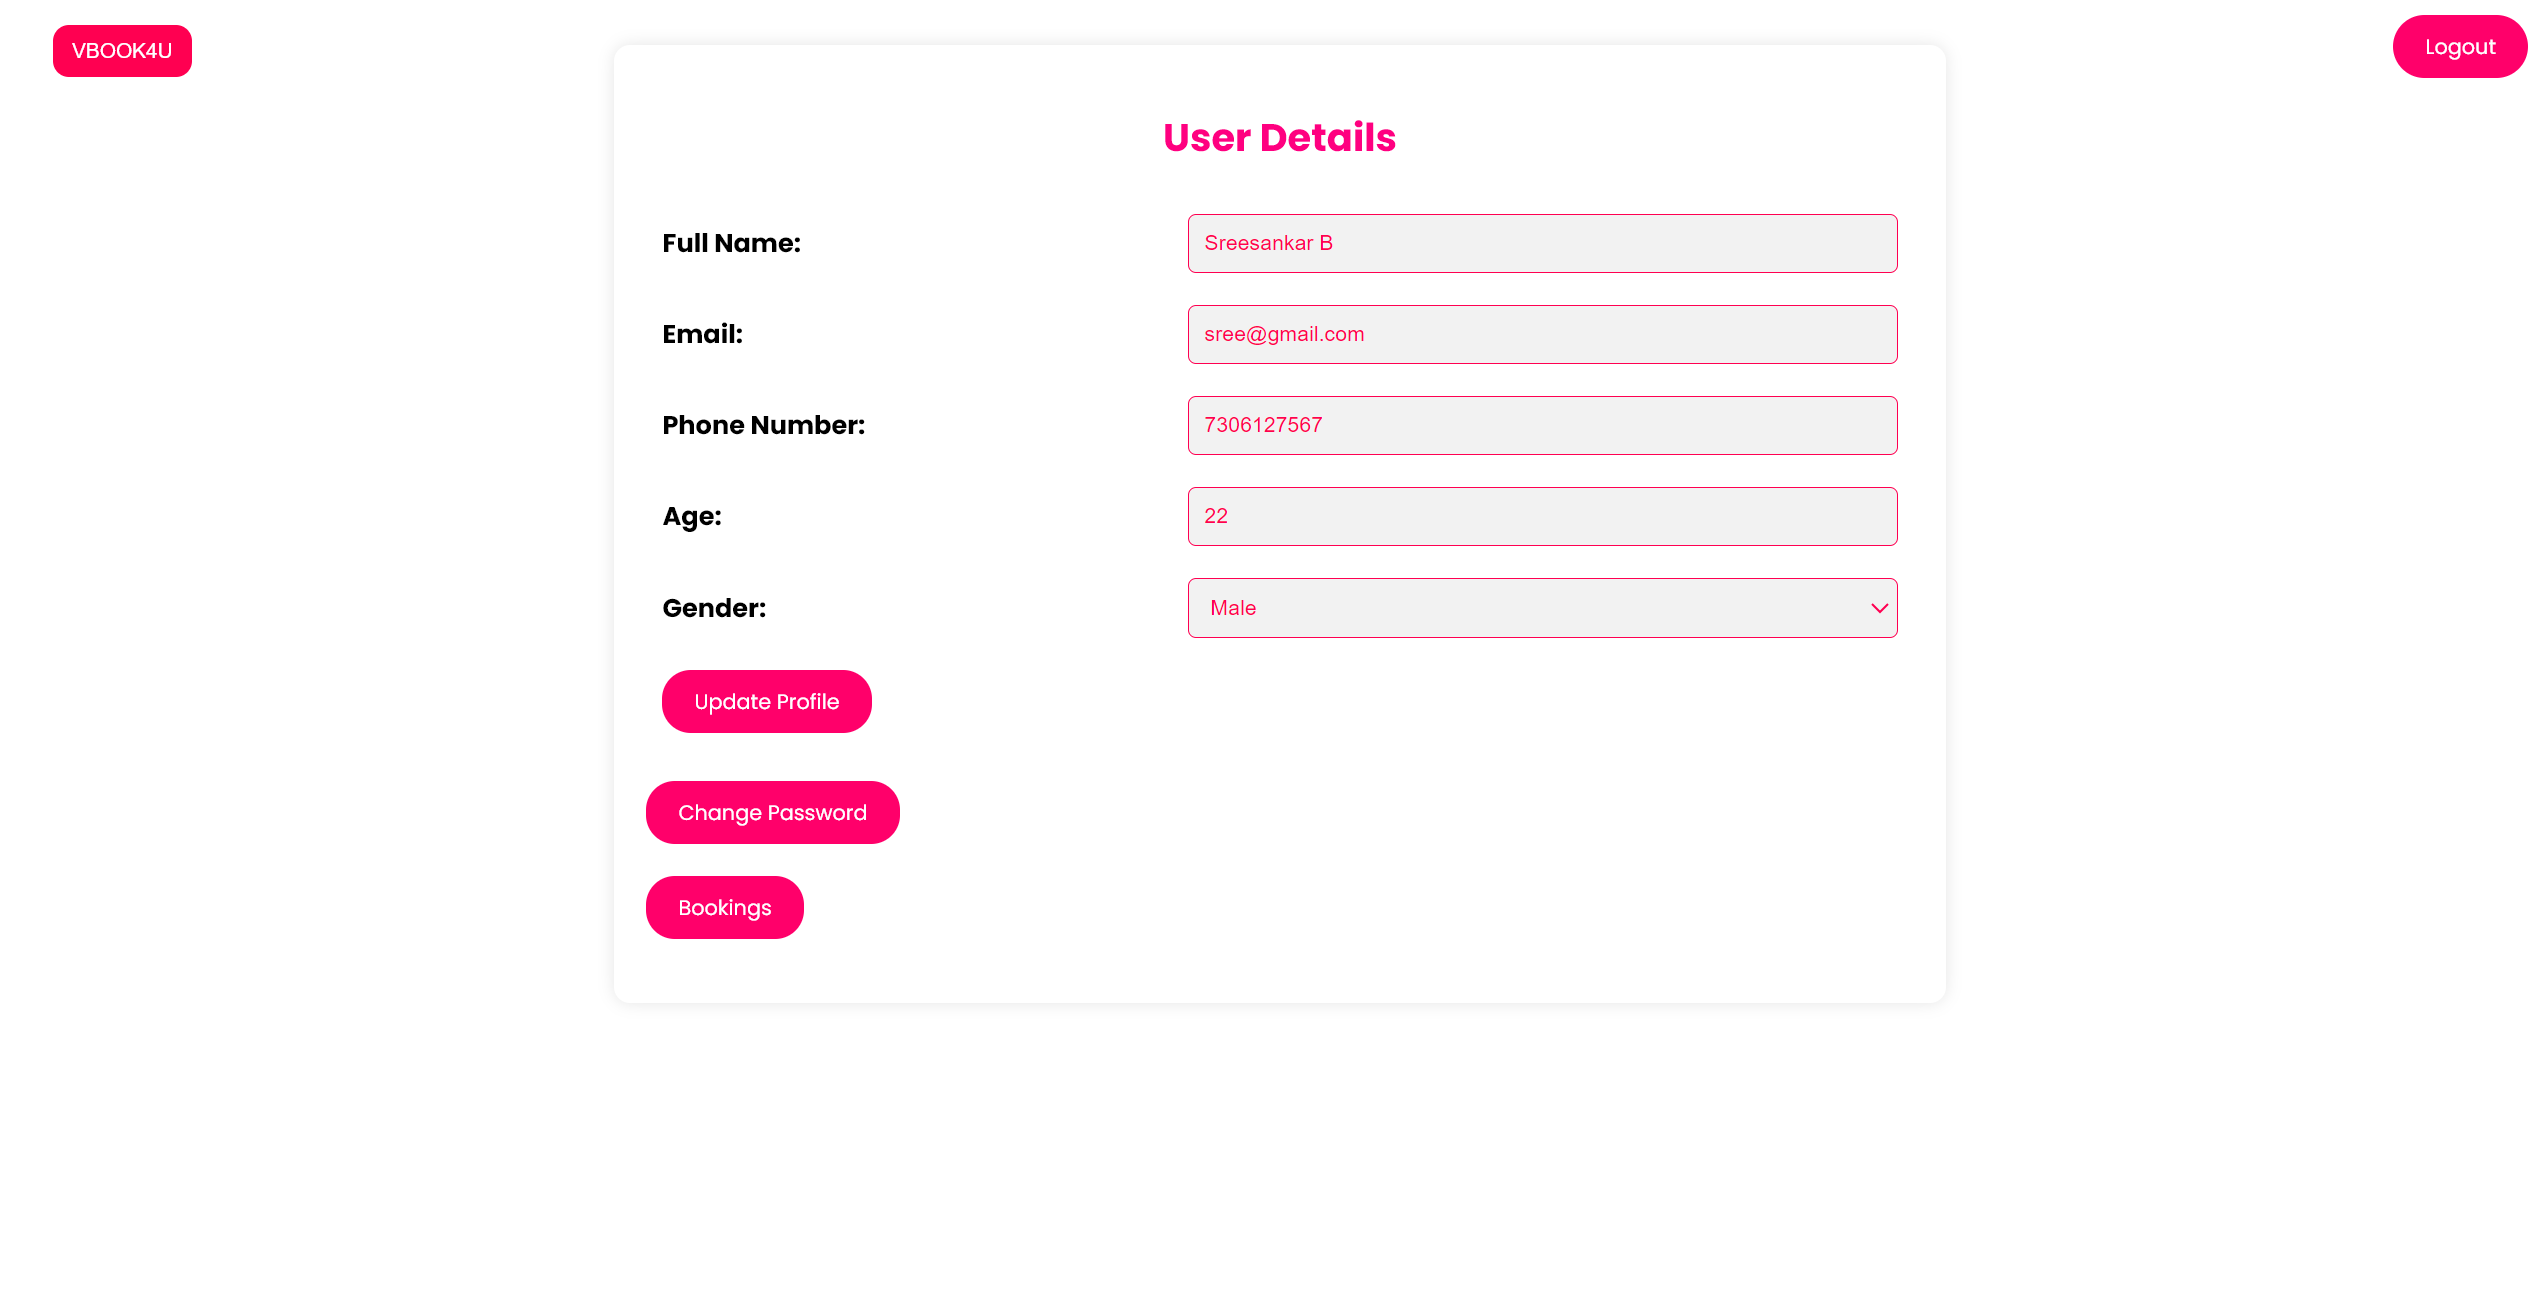 VBOOK4U
Logout
User Details
Full Name: Sreesankar B
Email: sree@gmail.com
Phone Number: 7306127567
Age: 22
Gender: Male
Update Profile
Change Password
Bookings